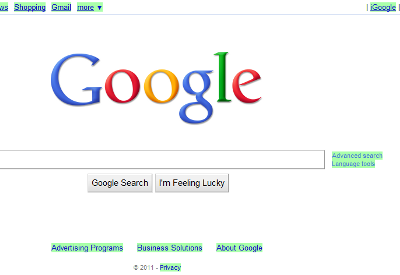 ws Shopping Gmail more ▼ | iGoogle |
Google
Advanced search
Language tools
Google Search I'm Feeling Lucky
Advertising Programs Business Solutions About Google
© 2011 - Privacy